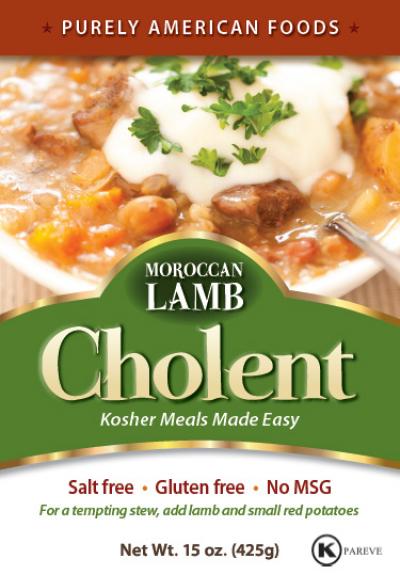 ★ PURELY AMERICAN FOODS ★
MOROCCAN
LAMB
Cholent
Kosher Meals Made Easy
Salt free • Gluten free • No MSG
For a tempting stew, add lamb and small red potatoes
Net Wt. 15 oz. (425g)
K PAREVE